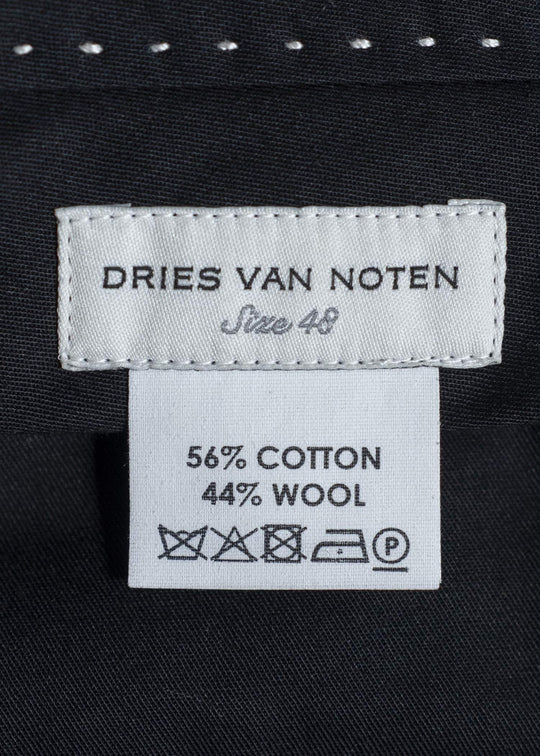 DRIES VAN NOTEN
Size 48
56% COTTON
44% WOOL
P